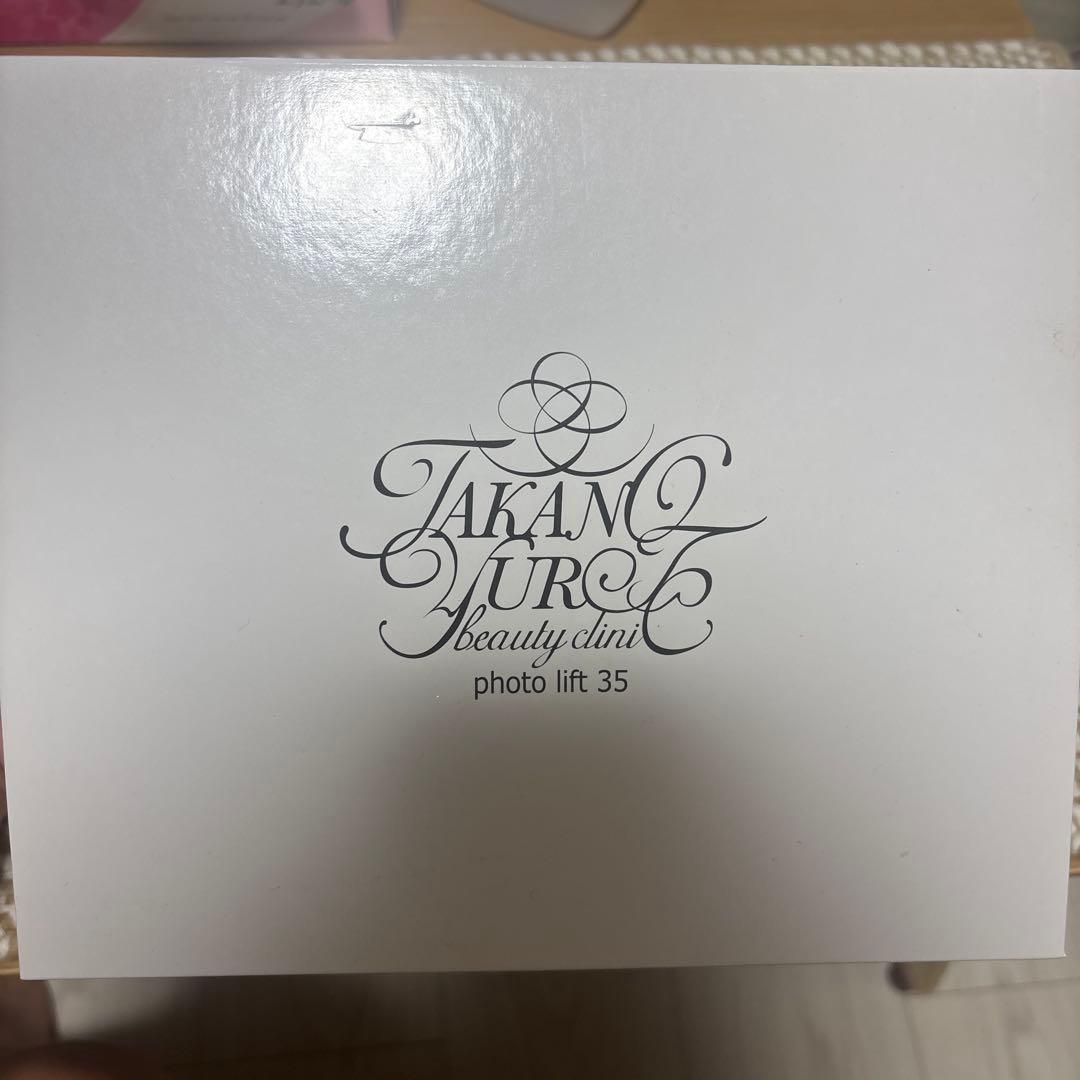 TAKANO
YURI
beauty clinic
photo lift 35